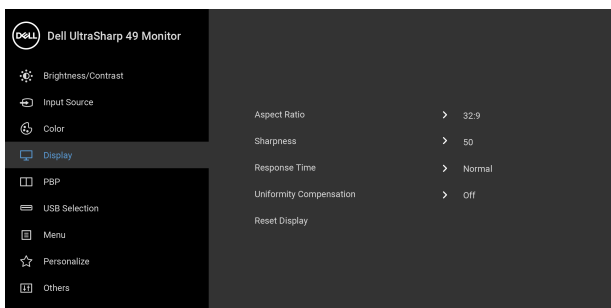 DELL Dell UltraSharp 49 Monitor
Brightness/Contrast
Input Source
Color
Display
PBP
USB Selection
Menu
Personalize
Others
Aspect Ratio 32:9
Sharpness 50
Response Time Normal
Uniformity Compensation Off
Reset Display